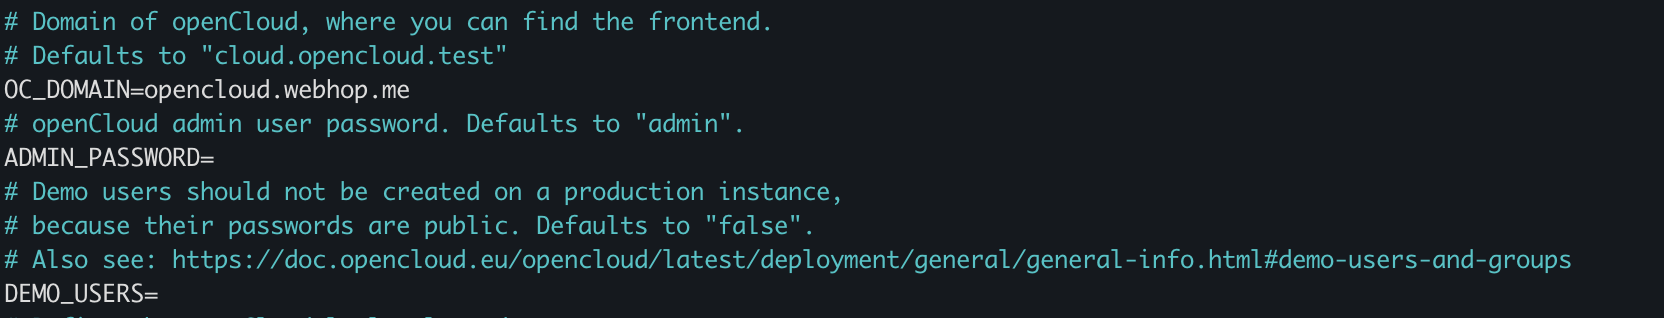 # Domain of openCloud, where you can find the frontend.
# Defaults to "cloud.opencloud.test"
OC_DOMAIN=opencloud.webhop.me
# openCloud admin user password. Defaults to "admin".
ADMIN_PASSWORD=
# Demo users should not be created on a production instance,
# because their passwords are public. Defaults to "false".
# Also see: https://doc.opencloud.eu/opencloud/latest/deployment/general/general-info.html#demo-users-and-groups
DEMO_USERS=